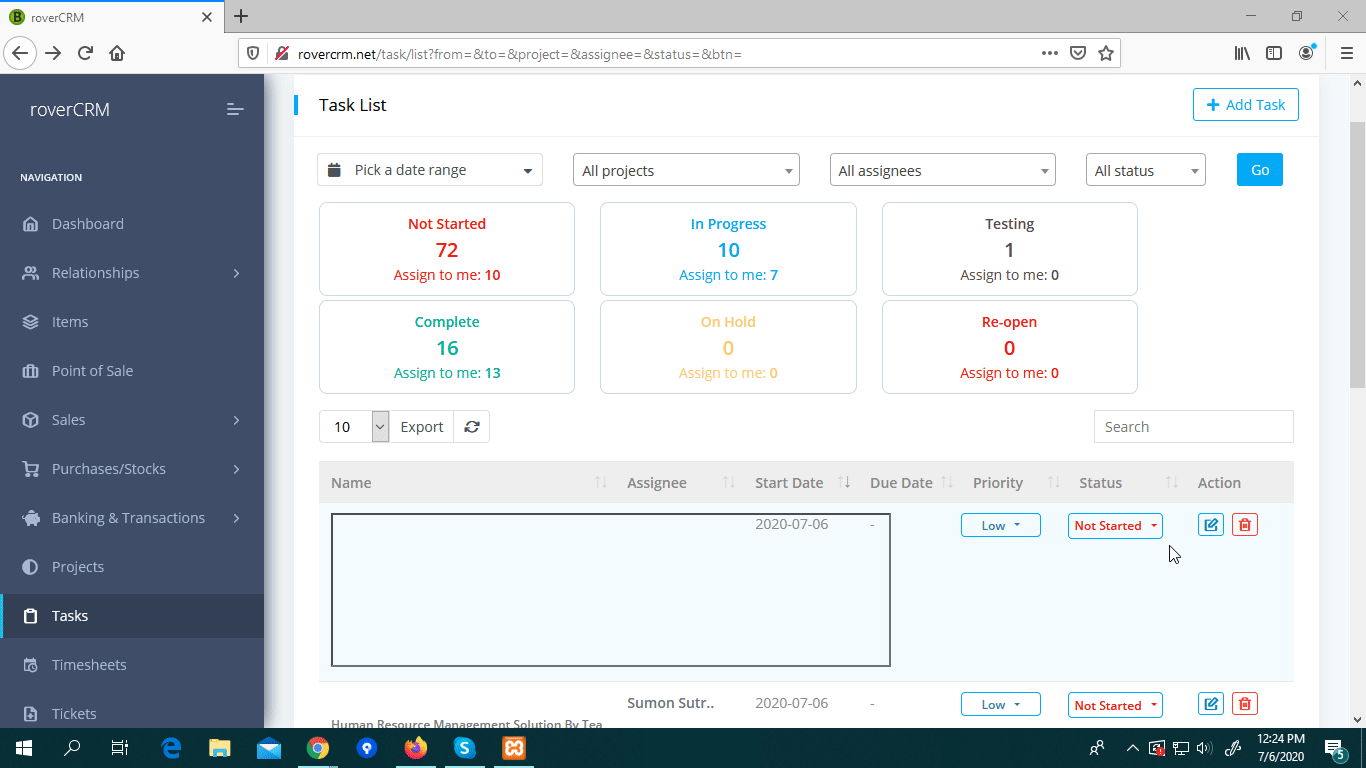 roverCRM
rovercrm.net/task/list?from=&to=&project=&assignee=&status=&btn=
roverCRM
NAVIGATION
Dashboard
Relationships
Items
Point of Sale
Sales
Purchases/Stocks
Banking & Transactions
Projects
Tasks
Timesheets
Tickets
Task List
Add Task
Pick a date range
All projects
All assignees
All status
Go
Not Started
72
Assign to me: 10
In Progress
10
Assign to me: 7
Testing
1
Assign to me: 0
Complete
16
Assign to me: 13
On Hold
0
Assign to me: 0
Re-open
0
Assign to me: 0
10 Export
Search
Name Assignee Start Date Due Date Priority Status Action
2020-07-06 - Low Not Started
Sumon Sutr.. 2020-07-06 - Low Not Started
Human Resource Management Solution By Tea
12:24 PM
7/6/2020
5